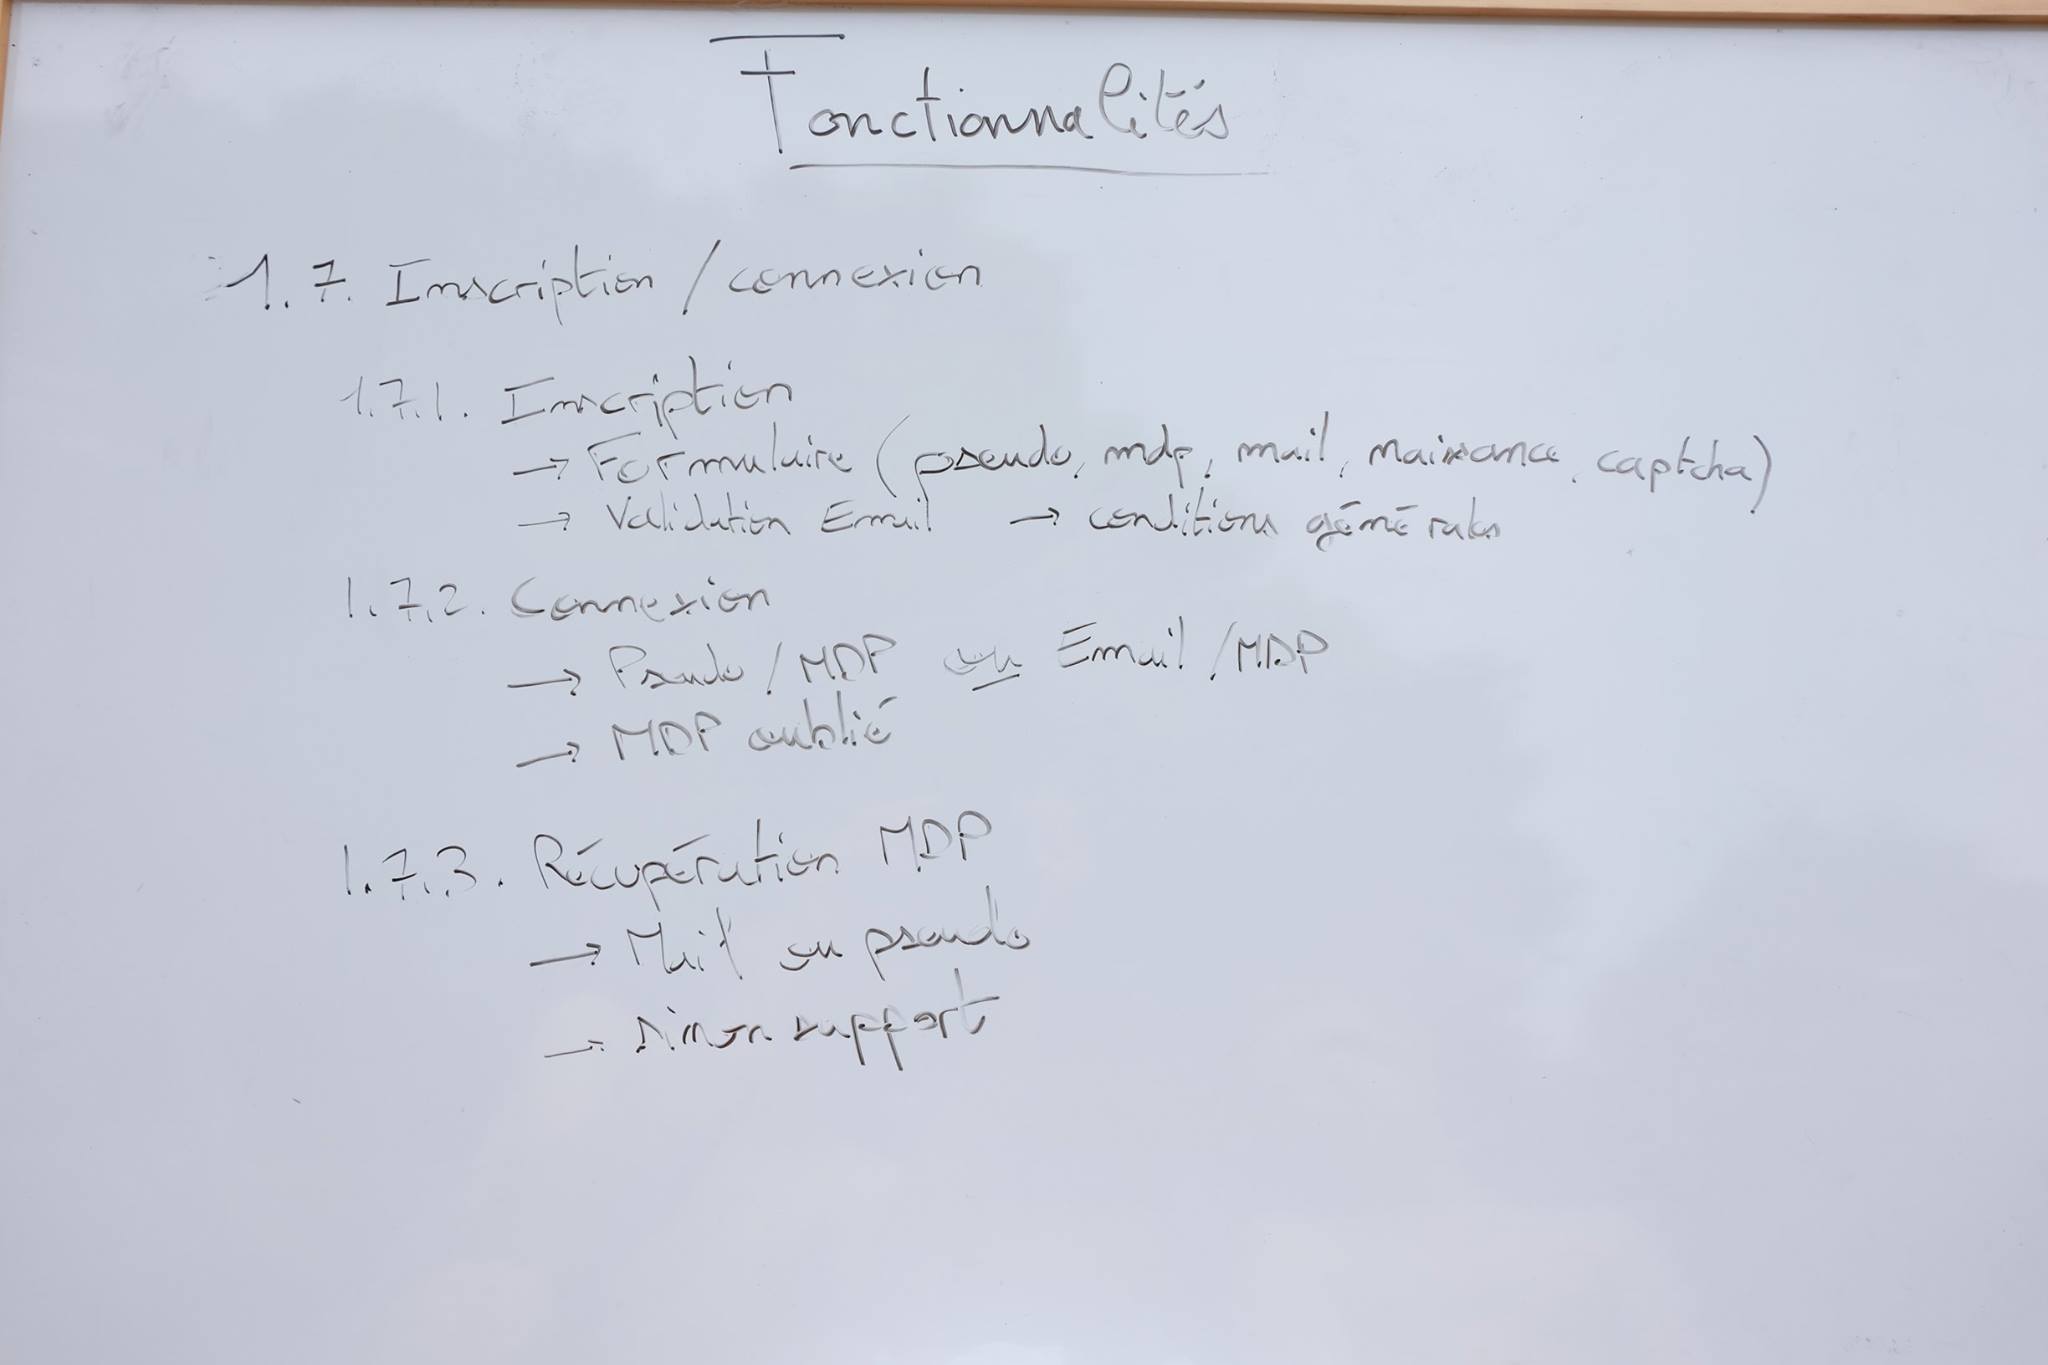 Fonctionnalités
1.7. Inscription / connexion
1.7.1. Inscription
→ Formulaire (pseudo, mdp, mail, naissance, captcha)
→ Validation Email → conditions générales
1.7.2. Connexion
→ Pseudo / MDP ou Email / MDP
→ MDP oublié
1.7.3. Récupération MDP
→ Mail ou pseudo
→ sinon support